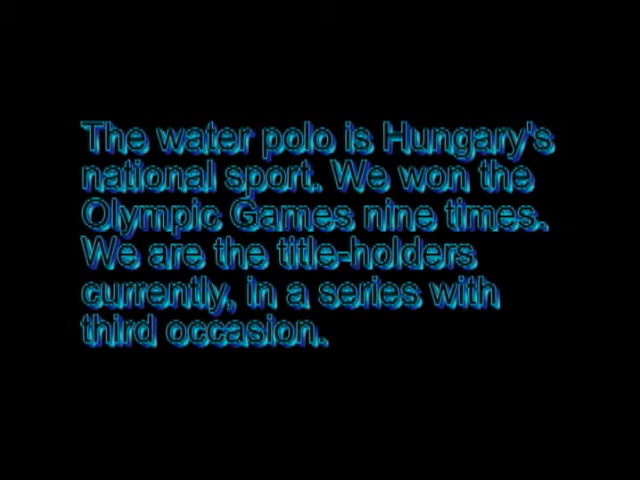 The water polo is Hungary's
national sport. We won the
Olympic Games nine times.
We are the title-holders
currently, in a series with
third occasion.